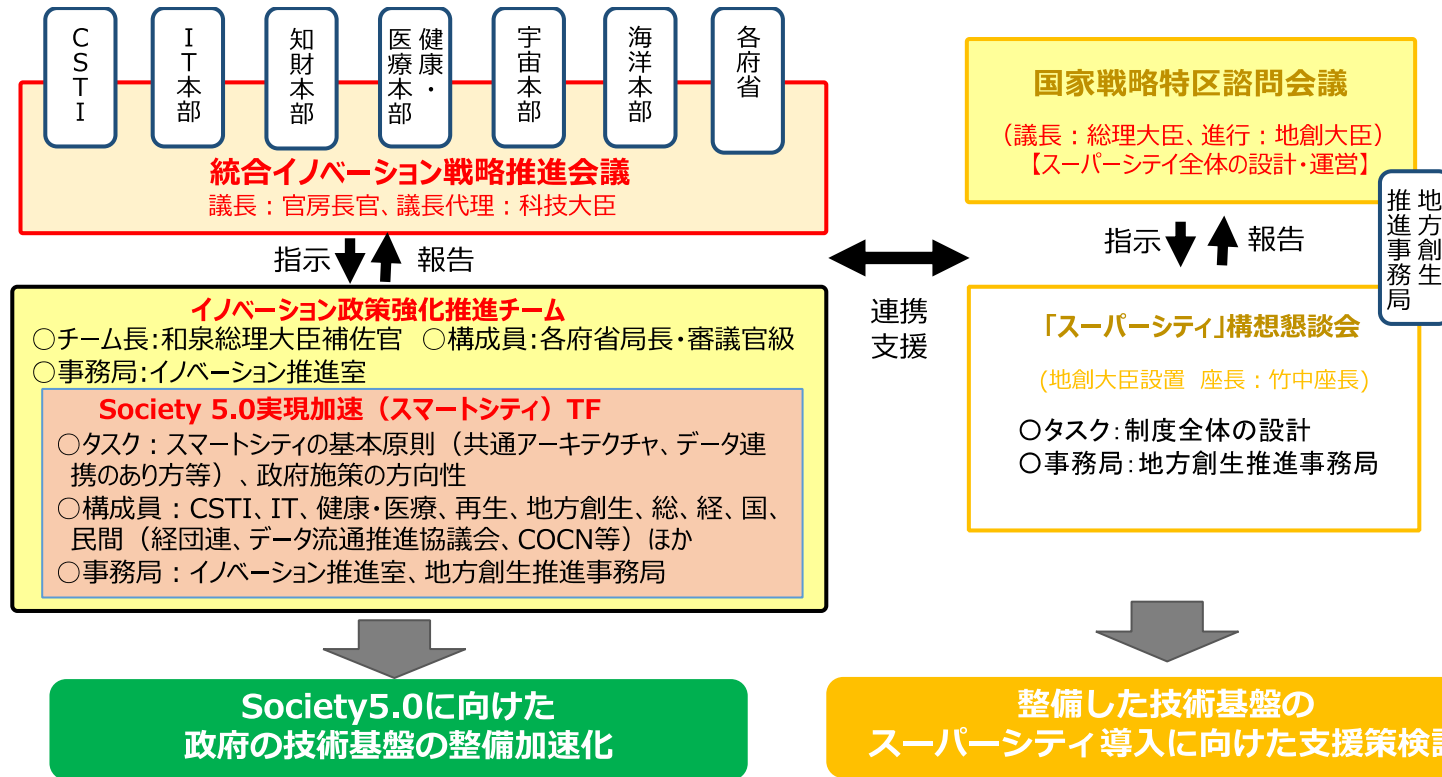 CSTI
IT本部
知財本部
健康・
医療本部
宇宙本部
海洋本部
各府省
統合イノベーション戦略推進会議
議長：官房長官、議長代理：科技大臣
指示
報告
イノベーション政策強化推進チーム
○チーム長:和泉総理大臣補佐官 ○構成員:各府省局長・審議官級
○事務局:イノベーション推進室
Society 5.0実現加速（スマートシティ）TF
○タスク：スマートシティの基本原則（共通アーキテクチャ、データ連
携のあり方等）、政府施策の方向性
○構成員：CSTI、IT、健康・医療、再生、地方創生、総、経、国、
民間（経団連、データ流通推進協議会、COCN等）ほか
○事務局：イノベーション推進室、地方創生推進事務局
Society5.0に向けた
政府の技術基盤の整備加速化
連携
支援
国家戦略特区諮問会議
（議長：総理大臣、進行：地創大臣）
【スーパーシテイ全体の設計・運営】
地方創生
推進事務局
指示
報告
「スーパーシティ」構想懇談会
(地創大臣設置 座長：竹中座長)
○タスク:制度全体の設計
○事務局:地方創生推進事務局
整備した技術基盤の
スーパーシティ導入に向けた支援策検討